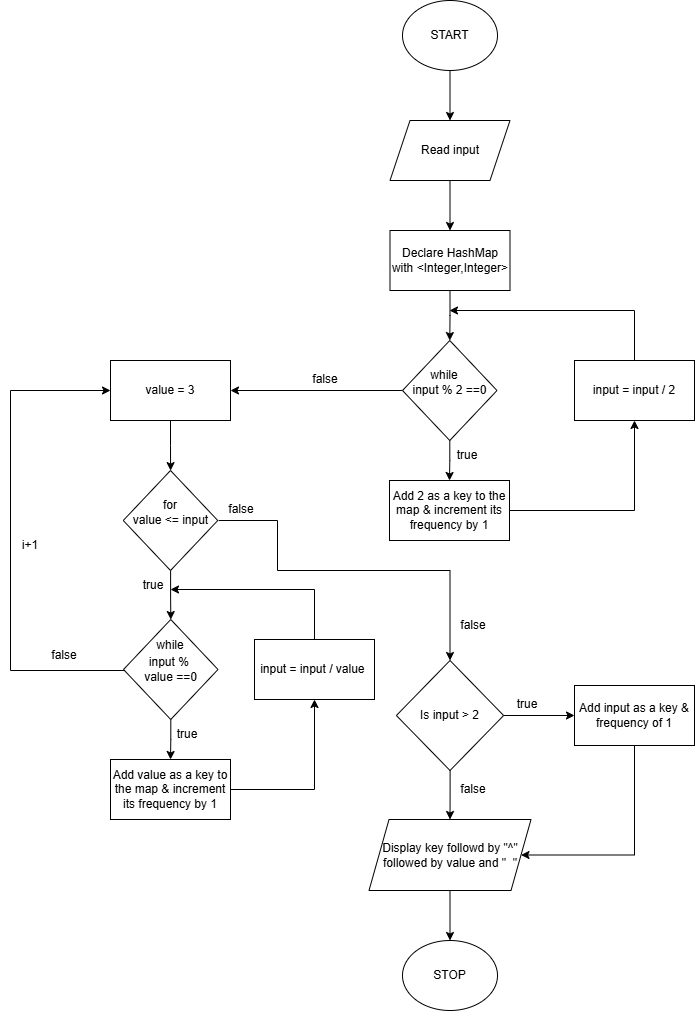 START
Read input
Declare HashMap
with <Integer,Integer>
while
input % 2 ==0
false
value = 3
input = input / 2
true
Add 2 as a key to the
map & increment its
frequency by 1
for
value <= input
false
i+1
true
while
input %
value ==0
false
input = input / value
true
Add value as a key to
the map & increment
its frequency by 1
false
Is input > 2
true
Add input as a key &
frequency of 1
false
Display key followd by "^"
followed by value and "  "
STOP